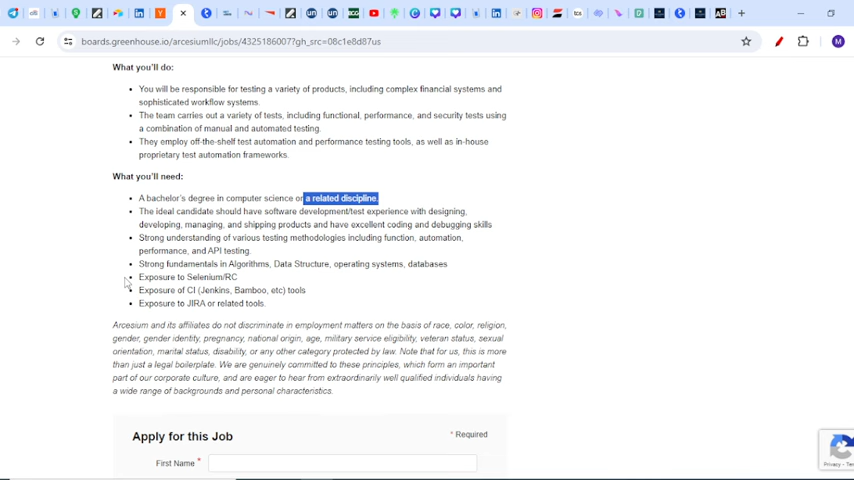 boards.greenhouse.io/arcesiumllc/jobs/4325186007?gh_src=08c1e8d87us
M
What you'll do:
• You will be responsible for testing a variety of products, including complex financial systems and
sophisticated workflow systems.
• The team carries out a variety of tests, including functional, performance, and security tests using
a combination of manual and automated testing.
• They employ off-the-shelf test automation and performance testing tools, as well as in-house
proprietary test automation frameworks.
What you'll need:
• A bachelor's degree in computer science or a related discipline.
• The ideal candidate should have software development/test experience with designing,
developing, managing, and shipping products and have excellent coding and debugging skills
• Strong understanding of various testing methodologies including function, automation,
performance, and API testing.
• Strong fundamentals in Algorithms, Data Structure, operating systems, databases
• Exposure to Selenium/RC
• Exposure of CI (Jenkins, Bamboo, etc) tools
• Exposure to JIRA or related tools.
Arcesium and its affiliates do not discriminate in employment matters on the basis of race, color, religion,
gender, gender identity, pregnancy, national origin, age, military service eligibility, veteran status, sexual
orientation, marital status, disability, or any other category protected by law. Note that for us, this is more
than just a legal boilerplate. We are genuinely committed to these principles, which form an important
part of our corporate culture, and are eager to hear from extraordinarily well qualified individuals having
a wide range of backgrounds and personal characteristics.
Apply for this Job
* Required
First Name *